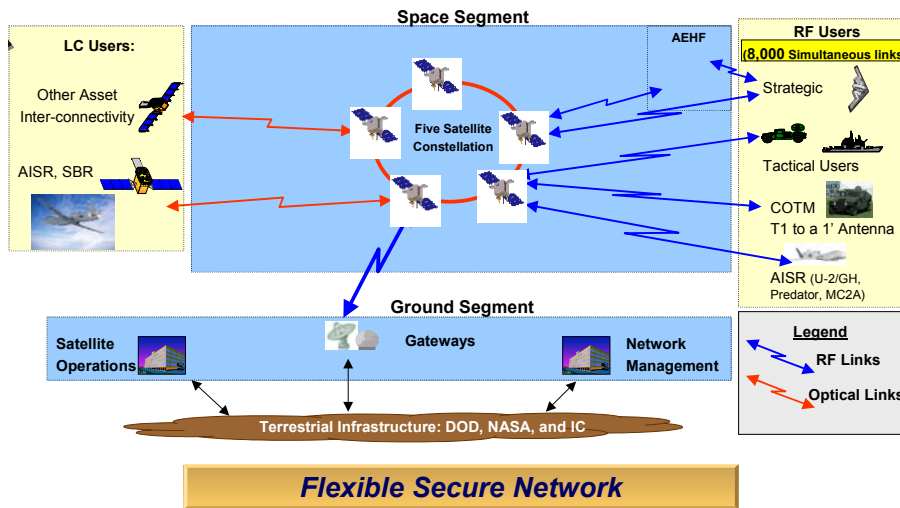 Space Segment
LC Users:
Other Asset
Inter-connectivity
AISR, SBR
Five Satellite
Constellation
AEHF
RF Users
(8,000 Simultaneous links
Strategic
Tactical Users
COTM
T1 to a 1' Antenna
AISR (U-2/GH,
Predator, MC2A)
Ground Segment
Satellite
Operations
Gateways
Network
Management
Legend
RF Links
Optical Links
Terrestrial Infrastructure: DOD, NASA, and IC
Flexible Secure Network